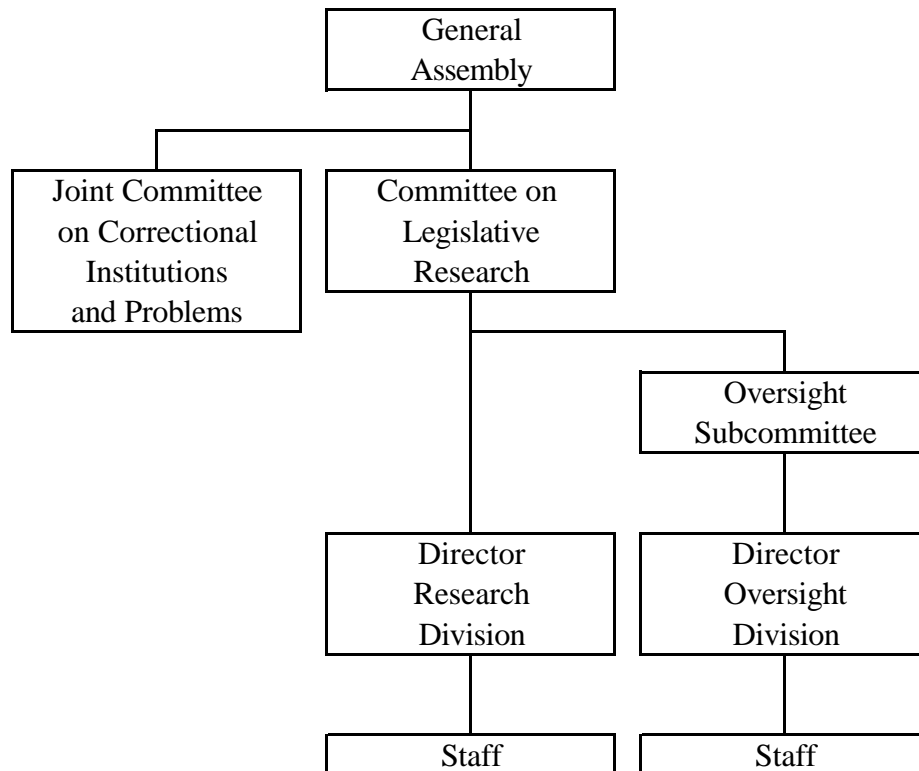 General
Assembly
Joint Committee
on Correctional
Institutions
and Problems
Committee on
Legislative
Research
Oversight
Subcommittee
Director
Research
Division
Director
Oversight
Division
Staff
Staff